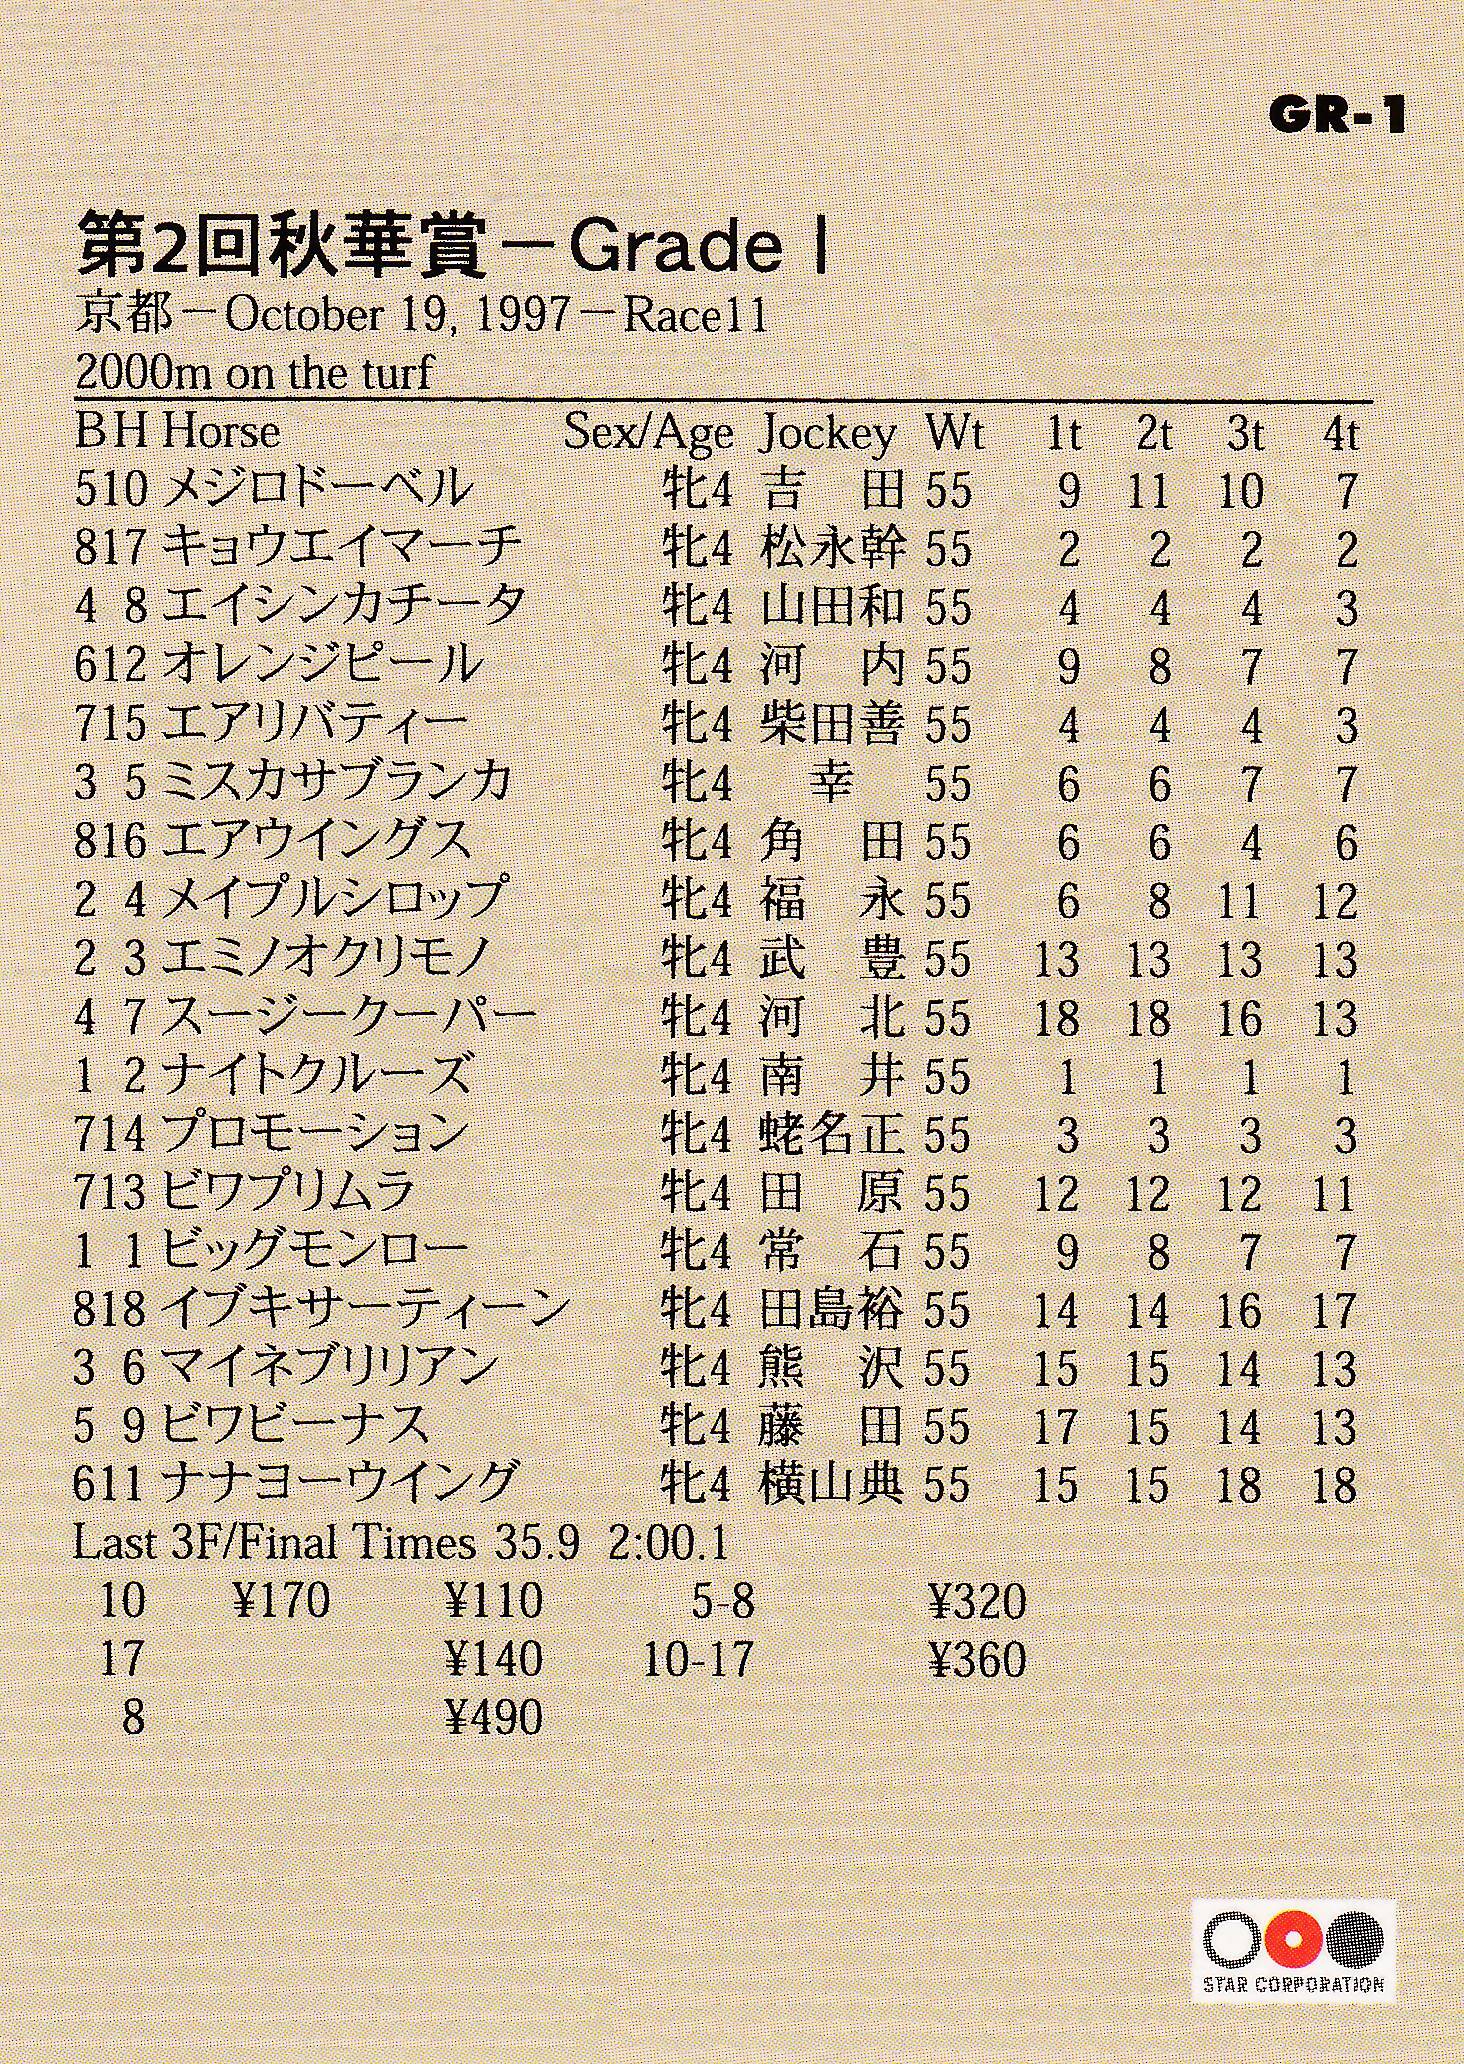 GR-1
第2回秋華賞－Grade I
京都－October 19, 1997－Race11
2000m on the turf
B H Horse Sex/Age Jockey Wt 1t 2t 3t 4t
510 メジロドーベル 牝4 吉　田 55 9 11 10 7
817 キョウエイマーチ 牝4 松永幹 55 2 2 2 2
4 8 エイシンカチータ 牝4 山田和 55 4 4 4 3
612 オレンジピール 牝4 河　内 55 9 8 7 7
715 エアリバティー 牝4 柴田善 55 4 4 4 3
3 5 ミスカサブランカ 牝4 幸 55 6 6 7 7
816 エアウイングス 牝4 角　田 55 6 6 4 6
2 4 メイプルシロップ 牝4 福　永 55 6 8 11 12
2 3 エミノオクリモノ 牝4 武　豊 55 13 13 13 13
4 7 スージークーパー 牝4 河　北 55 18 18 16 13
1 2 ナイトクルーズ 牝4 南　井 55 1 1 1 1
714 プロモーション 牝4 蛯名正 55 3 3 3 3
713 ビワプリムラ 牝4 田　原 55 12 12 12 11
1 1 ビッグモンロー 牝4 常　石 55 9 8 7 7
818 イブキサーティーン 牝4 田島裕 55 14 14 16 17
3 6 マイネブリリアン 牝4 熊　沢 55 15 15 14 13
5 9 ビワビーナス 牝4 藤　田 55 17 15 14 13
611 ナナヨーウイング 牝4 横山典 55 15 15 18 18
Last 3F/Final Times 35.9 2:00.1
10 ¥170 ¥110 5-8 ¥320
17 ¥140 10-17 ¥360
8 ¥490
STAR CORPORATION